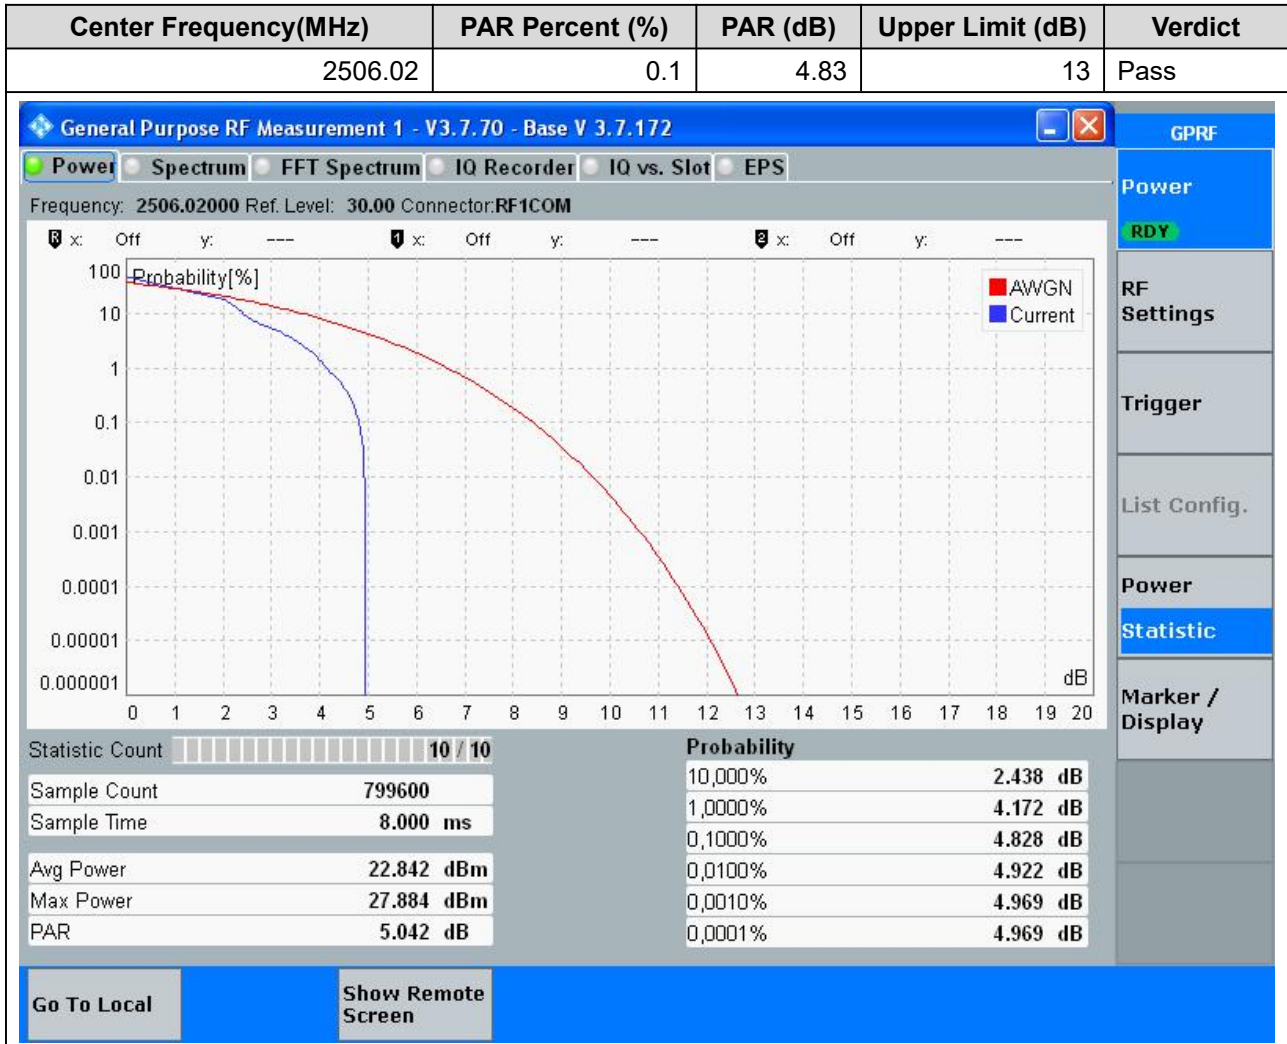 Center Frequency(MHz) PAR Percent (%) PAR (dB) Upper Limit (dB) Verdict
2506.02 0.1 4.83 13 Pass
General Purpose RF Measurement 1 - V3.7.70 - Base V 3.7.172
GPRF
Power Spectrum FFT Spectrum IQ Recorder IQ vs. Slot EPS
Frequency: 2506.02000 Ref. Level: 30.00 Connector:RF1COM
R x: Off y: --- 1 x: Off y: --- 2 x: Off y: ---
Probability[%]
AWGN
Current
100
10
1
0.1
0.01
0.001
0.0001
0.00001
0.000001
dB
0 1 2 3 4 5 6 7 8 9 10 11 12 13 14 15 16 17 18 19 20
Statistic Count 10 / 10
Sample Count 799600
Sample Time 8.000 ms
Avg Power 22.842 dBm
Max Power 27.884 dBm
PAR 5.042 dB
Probability
10,000% 2.438 dB
1,0000% 4.172 dB
0,1000% 4.828 dB
0,0100% 4.922 dB
0,0010% 4.969 dB
0,0001% 4.969 dB
Power
RDY
RF
Settings
Trigger
List Config.
Power
Statistic
Marker /
Display
Go To Local
Show Remote
Screen